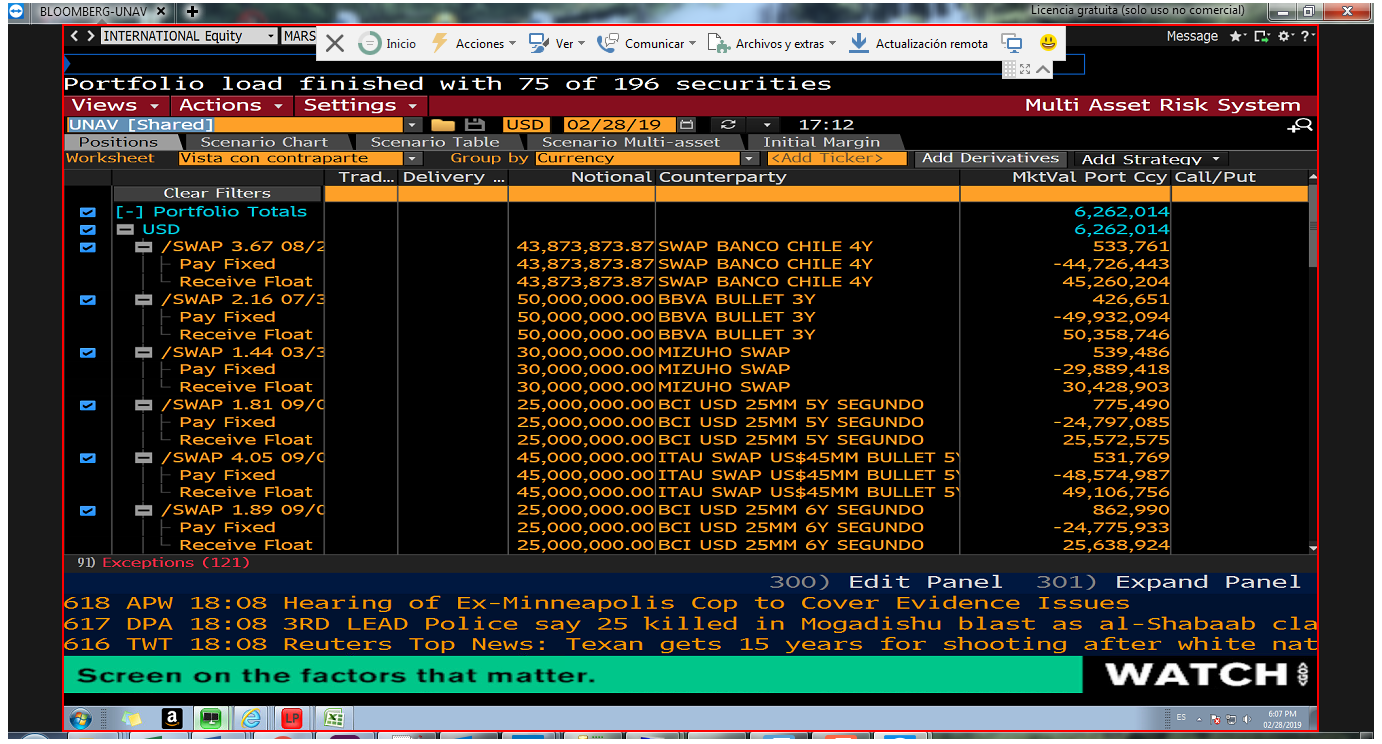 BLOOMBERG-UNAV × +
Licencia gratuita (solo uso no comercial)
INTERNATIONAL Equity MARS
Inicio Acciones Ver Comunicar Archivos y extras Actualización remota
Message ?
Portfolio load finished with 75 of 196 securities
Views Actions Settings Multi Asset Risk System
UNAV [Shared] USD 02/28/19 17:12
Positions Scenario Chart Scenario Table Scenario Multi-asset Initial Margin
Worksheet Vista con contraparte Group by Currency <Add Ticker> Add Derivatives Add Strategy
Trad... Delivery ... Notional Counterparty MktVal Port Ccy Call/Put
Clear Filters
[-] Portfolio Totals 6,262,014
USD 6,262,014
/SWAP 3.67 08/2 43,873,873.87 SWAP BANCO CHILE 4Y 533,761
Pay Fixed 43,873,873.87 SWAP BANCO CHILE 4Y -44,726,443
Receive Float 43,873,873.87 SWAP BANCO CHILE 4Y 45,260,204
/SWAP 2.16 07/3 50,000,000.00 BBVA BULLET 3Y 426,651
Pay Fixed 50,000,000.00 BBVA BULLET 3Y -49,932,094
Receive Float 50,000,000.00 BBVA BULLET 3Y 50,358,746
/SWAP 1.44 03/3 30,000,000.00 MIZUHO SWAP 539,486
Pay Fixed 30,000,000.00 MIZUHO SWAP -29,889,418
Receive Float 30,000,000.00 MIZUHO SWAP 30,428,903
/SWAP 1.81 09/0 25,000,000.00 BCI USD 25MM 5Y SEGUNDO 775,490
Pay Fixed 25,000,000.00 BCI USD 25MM 5Y SEGUNDO -24,797,085
Receive Float 25,000,000.00 BCI USD 25MM 5Y SEGUNDO 25,572,575
/SWAP 4.05 09/0 45,000,000.00 ITAU SWAP US$45MM BULLET 5Y 531,769
Pay Fixed 45,000,000.00 ITAU SWAP US$45MM BULLET 5Y -48,574,987
Receive Float 45,000,000.00 ITAU SWAP US$45MM BULLET 5Y 49,106,756
/SWAP 1.89 09/0 25,000,000.00 BCI USD 25MM 6Y SEGUNDO 862,990
Pay Fixed 25,000,000.00 BCI USD 25MM 6Y SEGUNDO -24,775,933
Receive Float 25,000,000.00 BCI USD 25MM 6Y SEGUNDO 25,638,924
91) Exceptions (121)
300) Edit Panel 301) Expand Panel
618 APW 18:08 Hearing of Ex-Minneapolis Cop to Cover Evidence Issues
617 DPA 18:08 3RD LEAD Police say 25 killed in Mogadishu blast as al-Shabaab cla
616 TWT 18:08 Reuters Top News: Texan gets 15 years for shooting after white nat
Screen on the factors that matter. WATCH
a LP ES 6:07 PM
02/28/2019